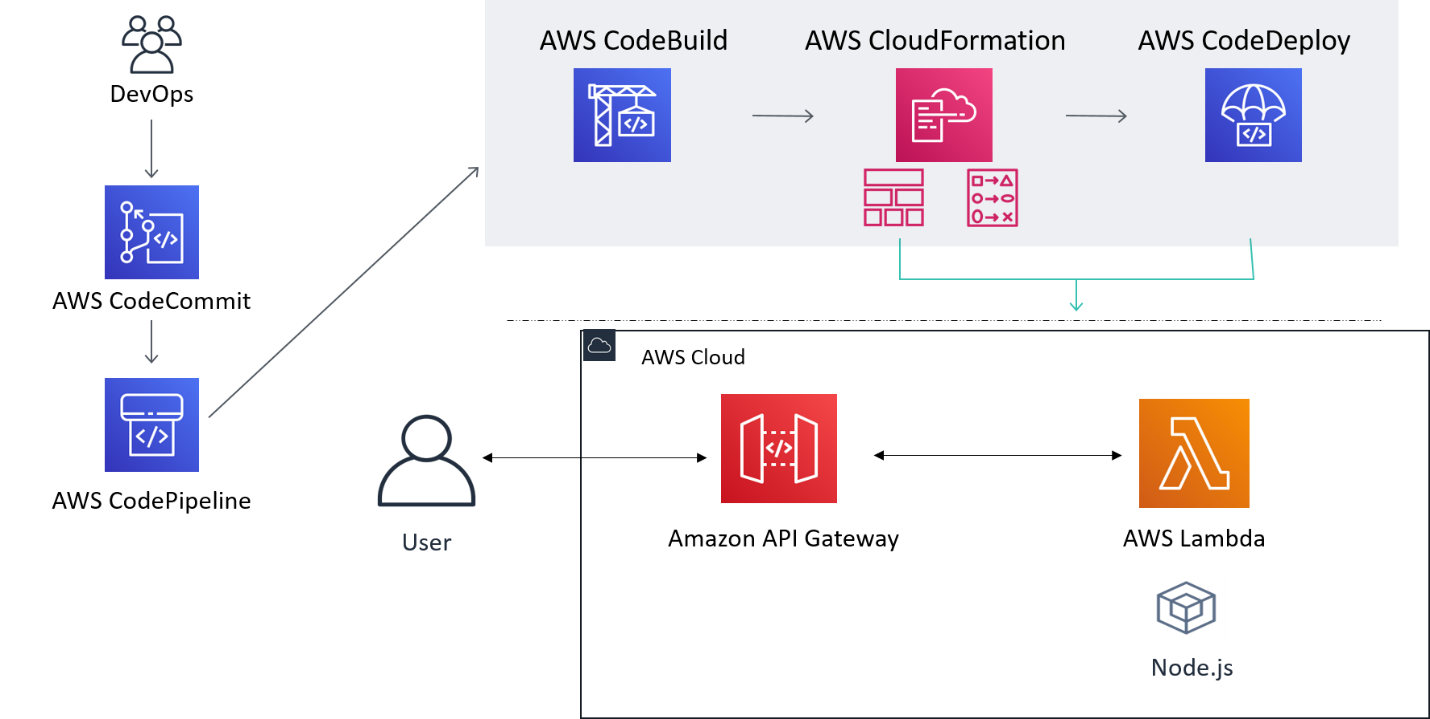 DevOps
AWS CodeCommit
AWS CodePipeline
AWS CodeBuild
AWS CloudFormation
AWS CodeDeploy
AWS Cloud
User
Amazon API Gateway
AWS Lambda
Node.js